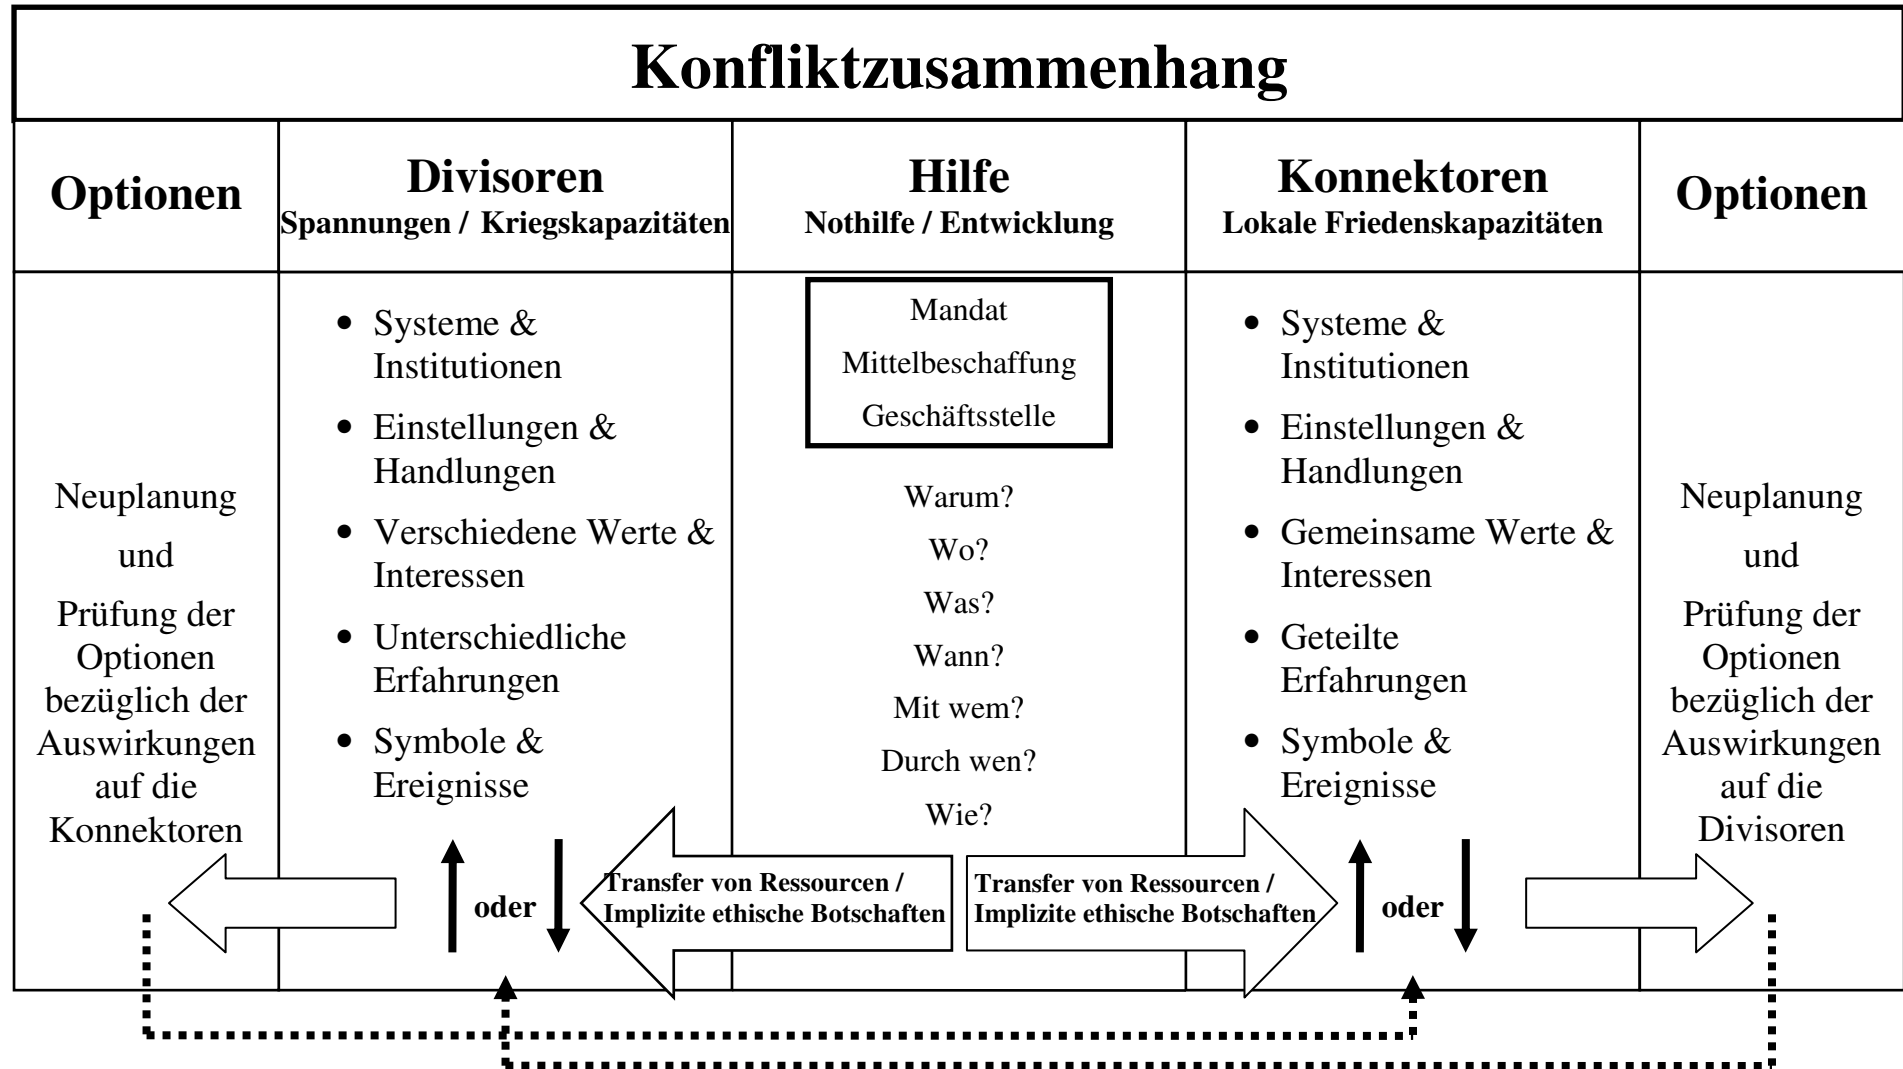 Konfliktzusammenhang
Optionen
Divisoren
Spannungen / Kriegskapazitäten
Hilfe
Nothilfe / Entwicklung
Konnektoren
Lokale Friedenskapazitäten
Optionen
Neuplanung
und
Prüfung der
Optionen
bezüglich der
Auswirkungen
auf die
Konnektoren
• Systeme &
Institutionen
• Einstellungen &
Handlungen
• Verschiedene Werte &
Interessen
• Unterschiedliche
Erfahrungen
• Symbole &
Ereignisse
oder
Mandat
Mittelbeschaffung
Geschäftsstelle
Warum?
Wo?
Was?
Wann?
Mit wem?
Durch wen?
Wie?
Transfer von Ressourcen /
Implizite ethische Botschaften
Transfer von Ressourcen /
Implizite ethische Botschaften
• Systeme &
Institutionen
• Einstellungen &
Handlungen
• Gemeinsame Werte &
Interessen
• Geteilte
Erfahrungen
• Symbole &
Ereignisse
oder
Neuplanung
und
Prüfung der
Optionen
bezüglich der
Auswirkungen
auf die
Divisoren